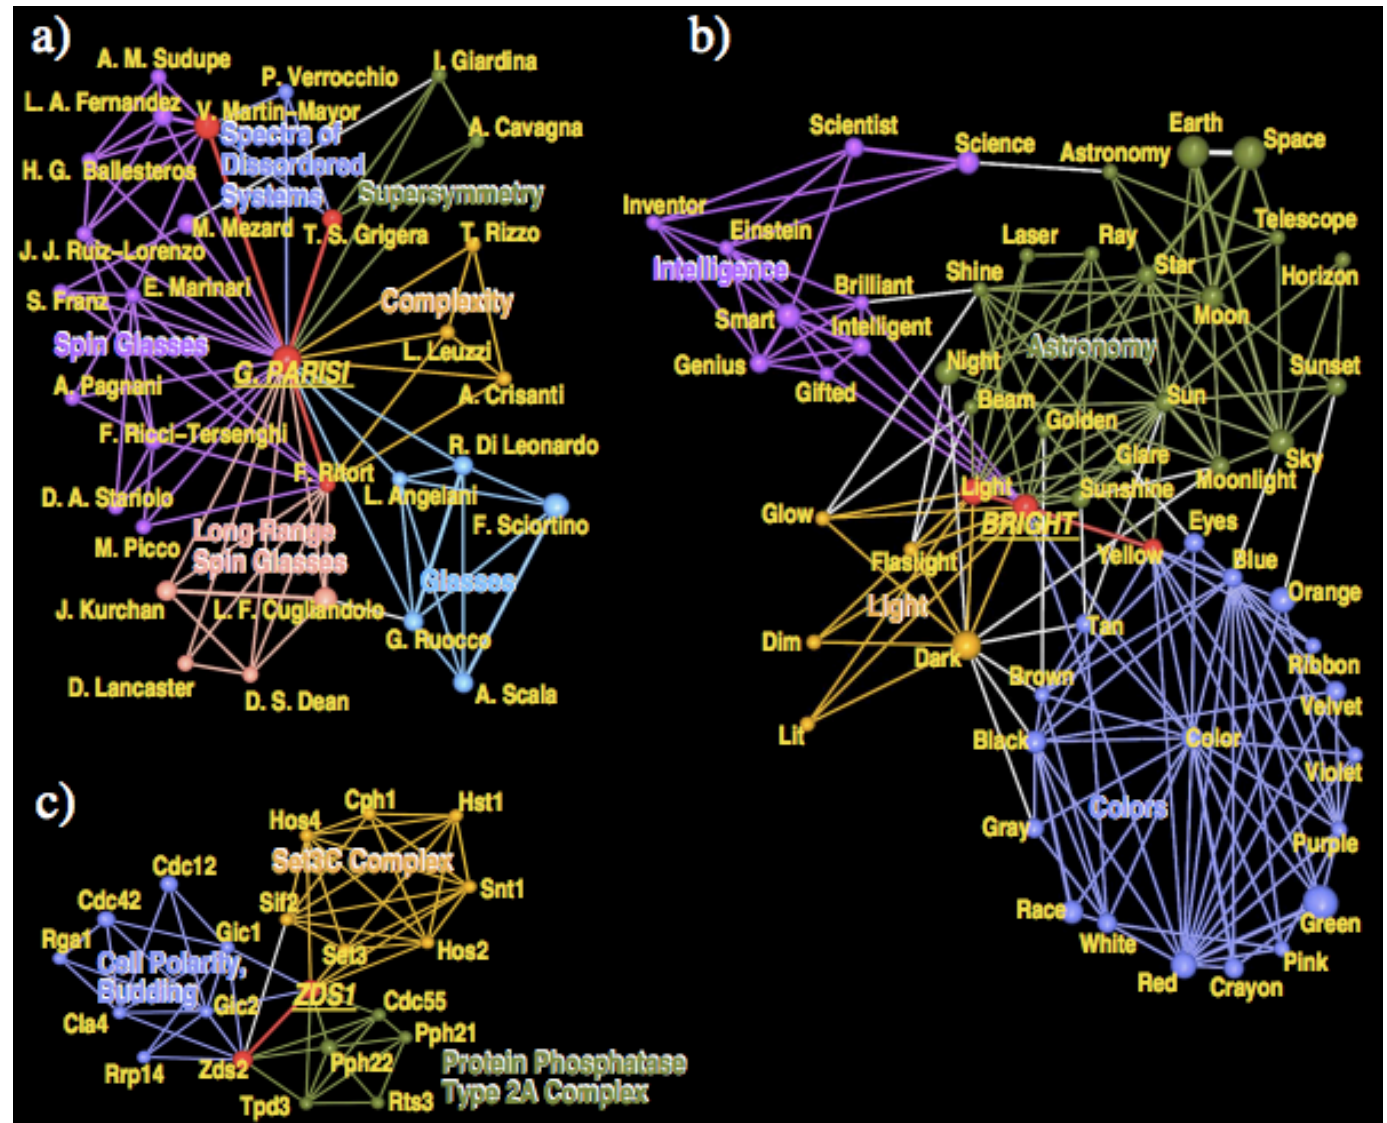 a)
A. M. Sudupe
P. Verrocchio
I. Giardina
L. A. Fernandez
V. Martin-Mayor
A. Cavagna
Spectra of
Dissordered
Systems
H. G. Ballesteros
Supersymmetry
M. Mezard
T. S. Grigera
T. Rizzo
J. J. Ruiz-Lorenzo
S. Franz
E. Marinari
Complexity
Spin Glasses
L. Leuzzi
G. PARISI
A. Pagnani
A. Crisanti
F. Ricci-Tersenghi
R. Di Leonardo
F. Ritort
L. Angelani
D. A. Stariolo
F. Sciortino
M. Picco
Long Range
Spin Glasses
Glasses
J. Kurchan
L. F. Cugliandolo
G. Ruocco
D. Lancaster
D. S. Dean
A. Scala
b)
Scientist
Science
Astronomy
Earth
Space
Inventor
Einstein
Telescope
Intelligence
Laser
Ray
Star
Horizon
Brilliant
Shine
Smart
Intelligent
Moon
Astronomy
Genius
Gifted
Night
Sunset
Beam
Sun
Golden
Glare
Sky
Light
Sunshine
Moonlight
Glow
BRIGHT
Eyes
Flaslight
Yellow
Blue
Light
Orange
Dim
Dark
Tan
Brown
Ribbon
Velvet
Lit
Black
Color
Violet
Colors
Gray
Purple
Race
White
Green
Red
Crayon
Pink
c)
Cph1
Hst1
Hos4
Set3C Complex
Cdc12
Snt1
Cdc42
Sif2
Rga1
Gic1
Set3
Hos2
Cell Polarity,
Budding
ZDS1
Cla4
Gic2
Cdc55
Pph21
Rrp14
Zds2
Pph22
Protein Phosphatase
Type 2A Complex
Tpd3
Rts3